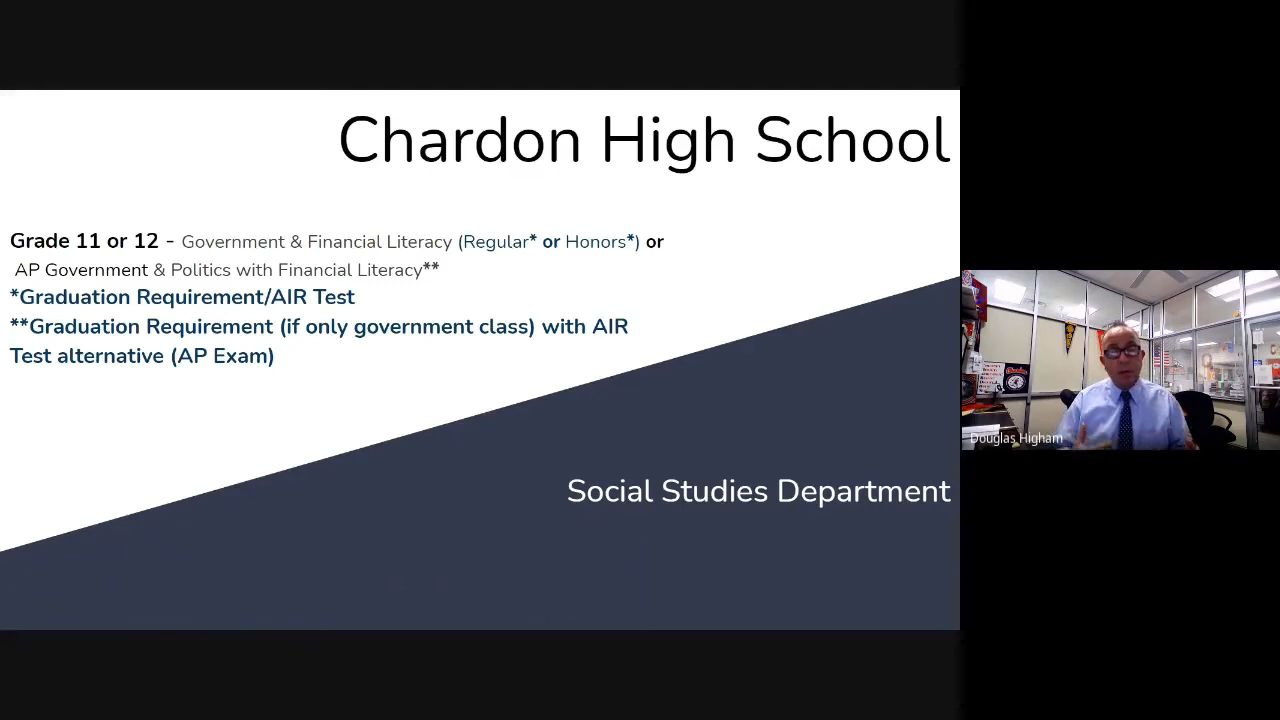 Chardon High School
Grade 11 or 12 - Government & Financial Literacy (Regular* or Honors*) or
AP Government & Politics with Financial Literacy**
*Graduation Requirement/AIR Test
**Graduation Requirement (if only government class) with AIR
Test alternative (AP Exam)
Social Studies Department
Douglas Higham